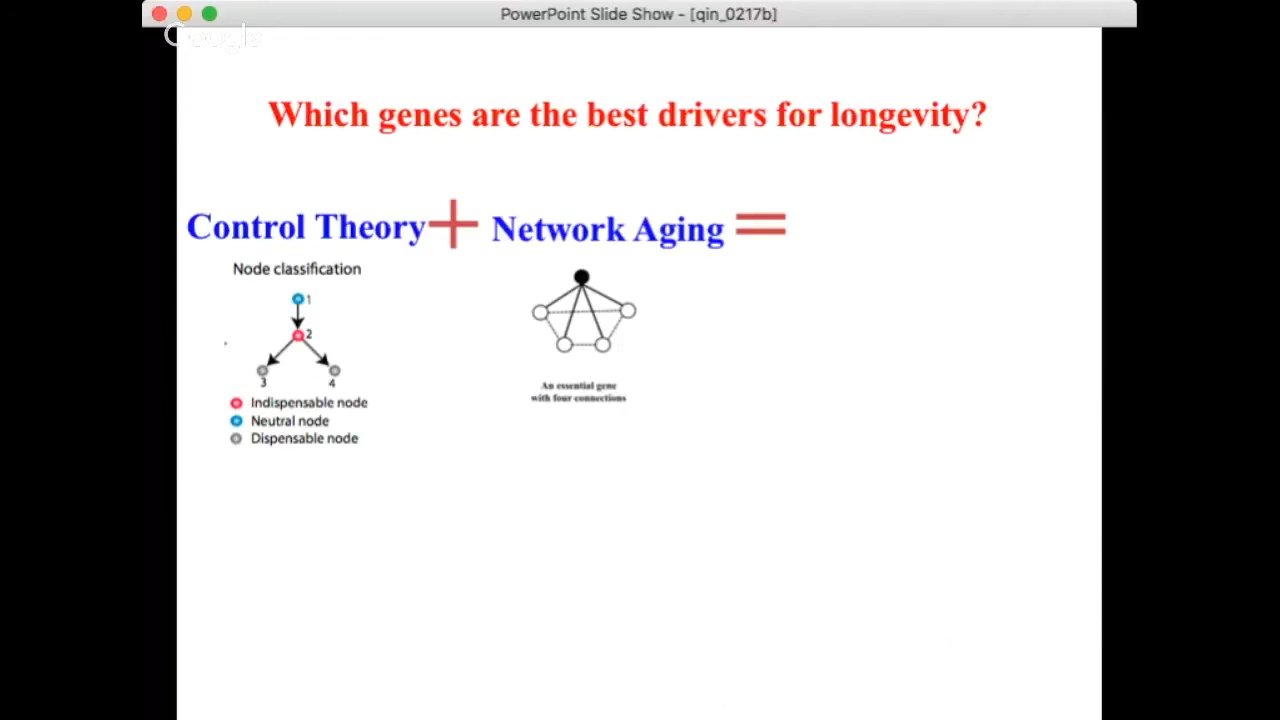 PowerPoint Slide Show - [qin_0217b]
Google
Which genes are the best drivers for longevity?
Control Theory + Network Aging =
Node classification
1
2
3 4
Indispensable node
Neutral node
Dispensable node
An essential gene
with four connections